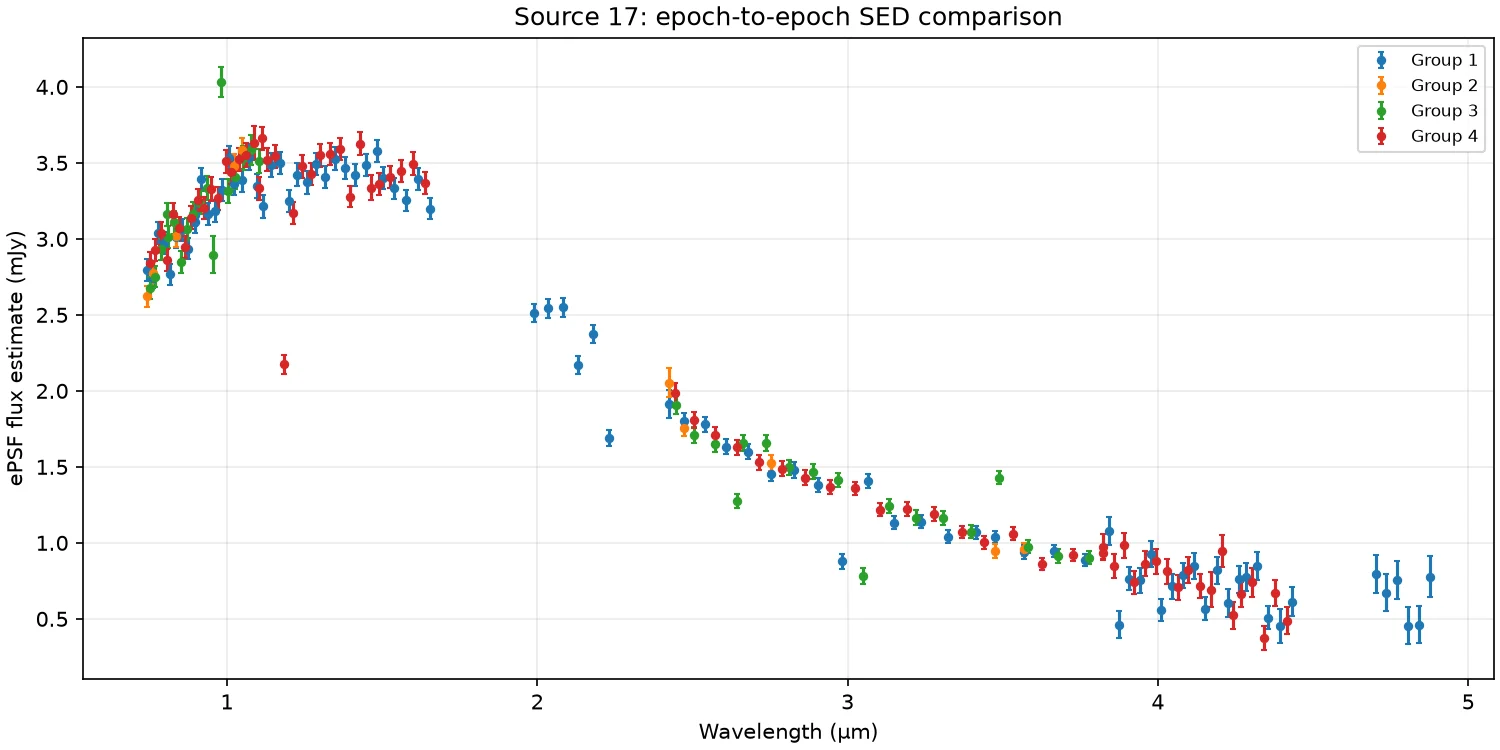 Source 17: epoch-to-epoch SED comparison
ePSF flux estimate (mJy)
4.0
3.5
3.0
2.5
2.0
1.5
1.0
0.5
Group 1
Group 2
Group 3
Group 4
1 2 3 4 5
Wavelength (µm)